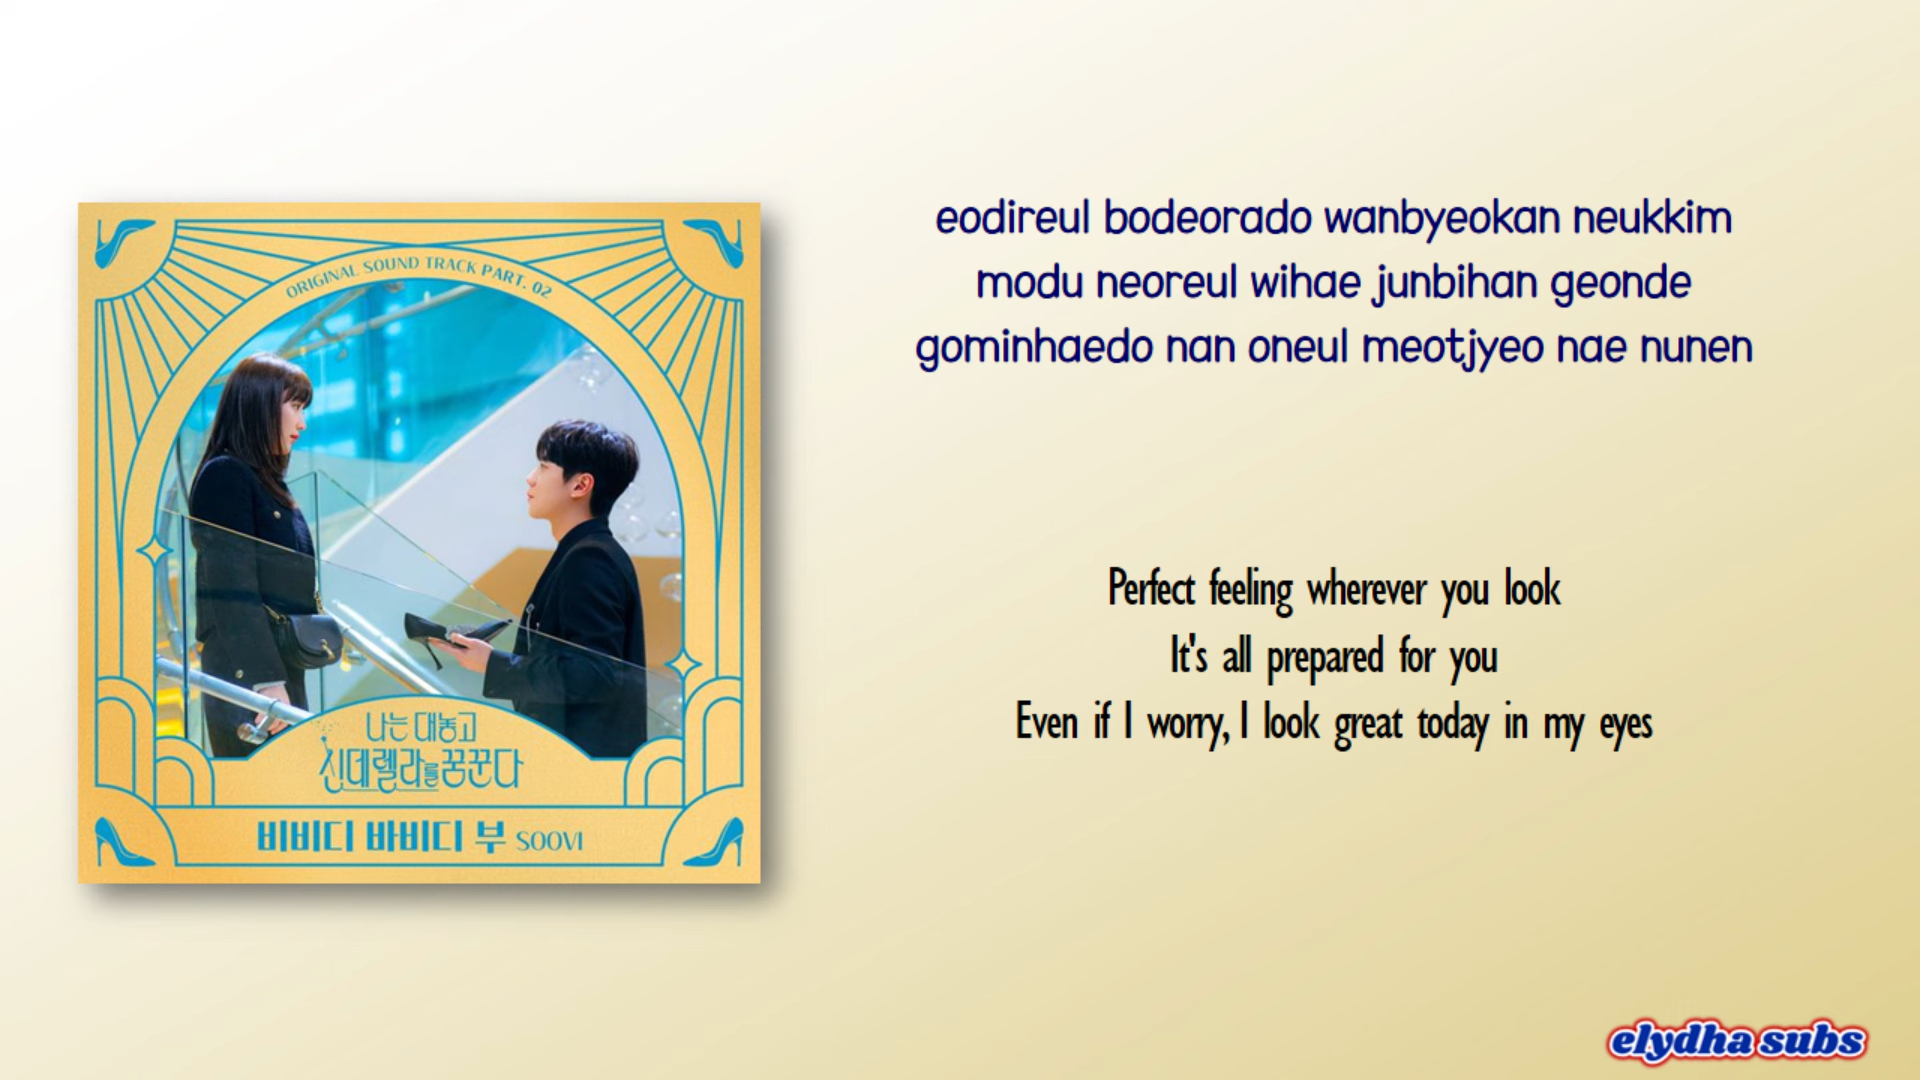 ORIGINAL SOUND TRACK PART. 02
나는 대놓고
신데렐라를 꿈꾼다
비비디 바비디 부 SOOVI
eodireul bodeorado wanbyeokan neukkim
modu neoreul wihae junbihan geonde
gominhaedo nan oneul meotjyeo nae nunen
Perfect feeling wherever you look
It's all prepared for you
Even if I worry, I look great today in my eyes
elydha subs